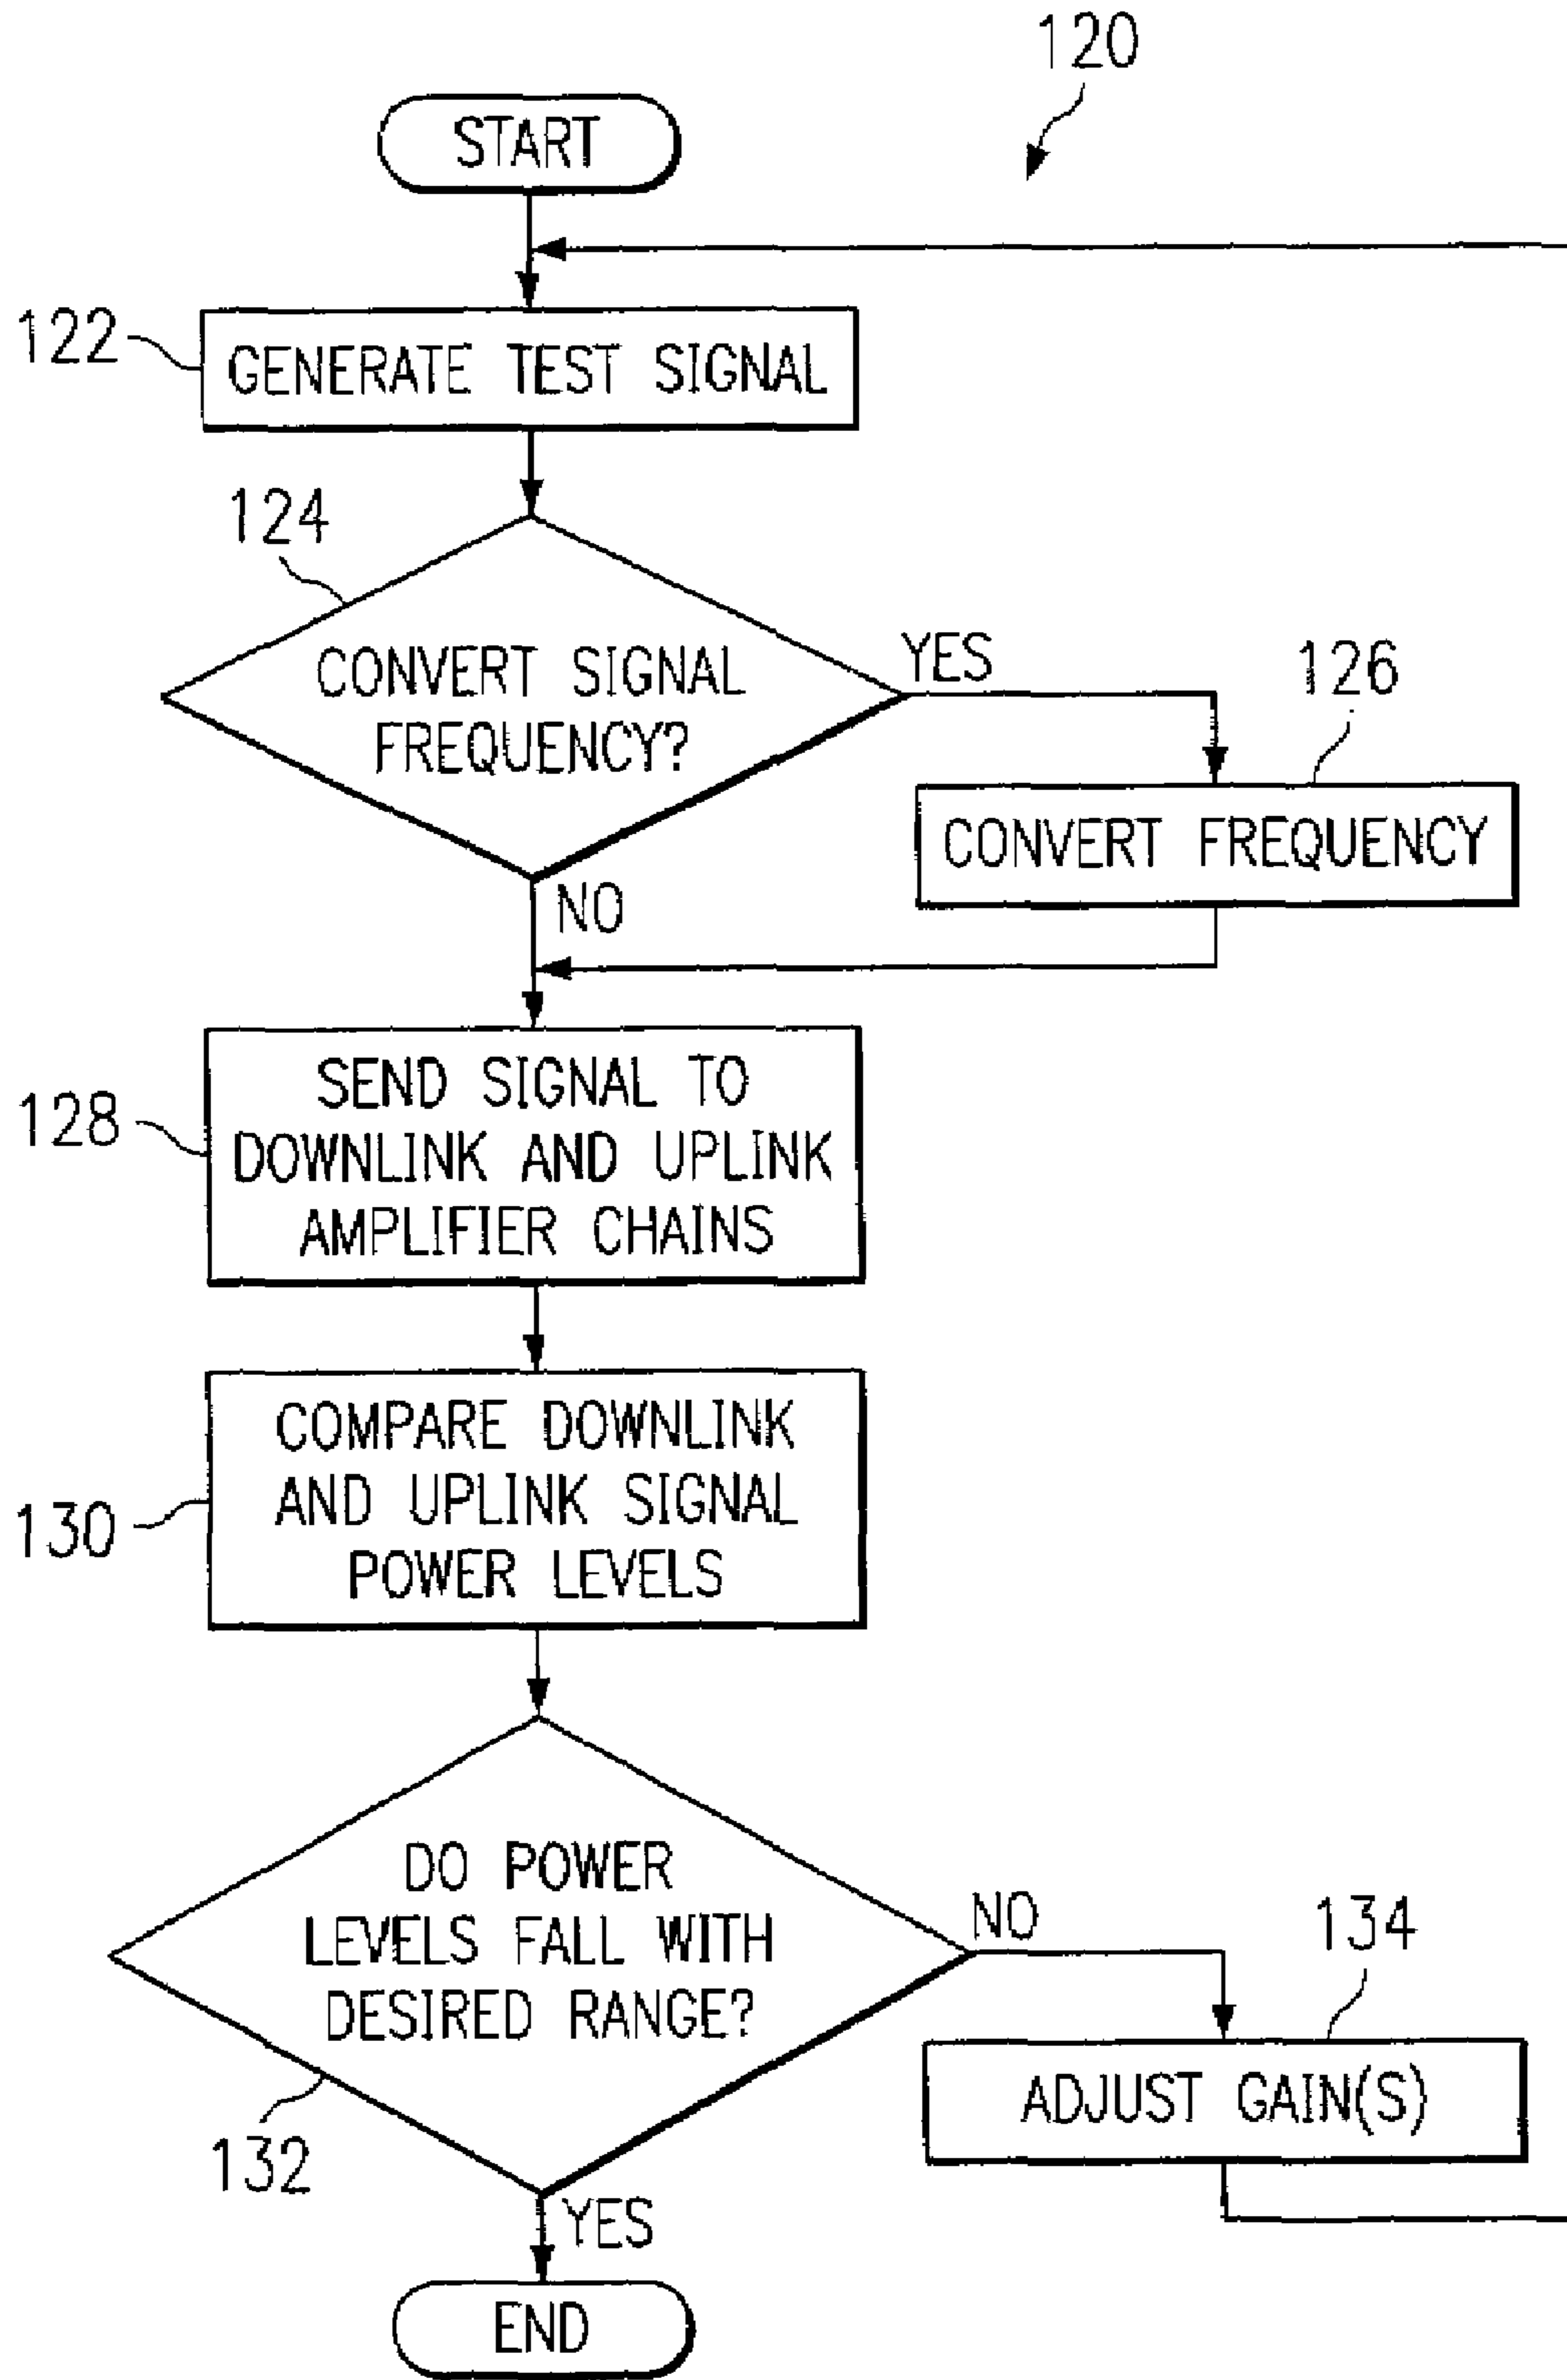 120
START
122
GENERATE TEST SIGNAL
124
CONVERT SIGNAL
FREQUENCY?
YES
126
CONVERT FREQUENCY
NO
128
SEND SIGNAL TO
DOWNLINK AND UPLINK
AMPLIFIER CHAINS
130
COMPARE DOWNLINK
AND UPLINK SIGNAL
POWER LEVELS
DO POWER
LEVELS FALL WITH
DESIRED RANGE?
NO
134
ADJUST GAIN(S)
132
YES
END